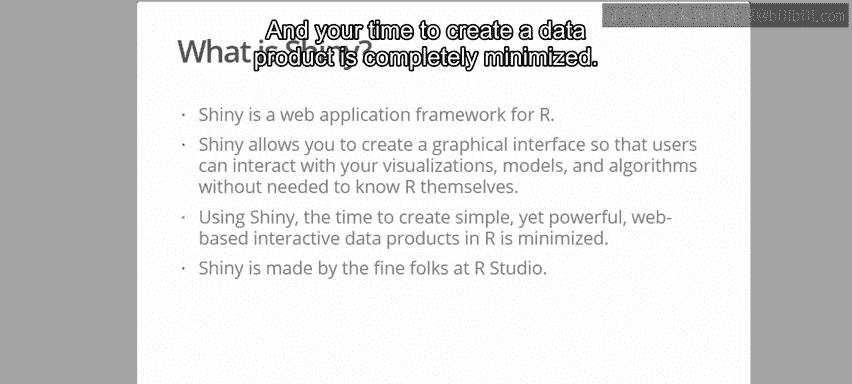 And your time to create a data
product is completely minimized.
What is Shiny?
· Shiny is a web application framework for R.
· Shiny allows you to create a graphical interface so that users
can interact with your visualizations, models, and algorithms
without needed to know R themselves.
· Using Shiny, the time to create simple, yet powerful, web-
based interactive data products in R is minimized.
· Shiny is made by the fine folks at R Studio.